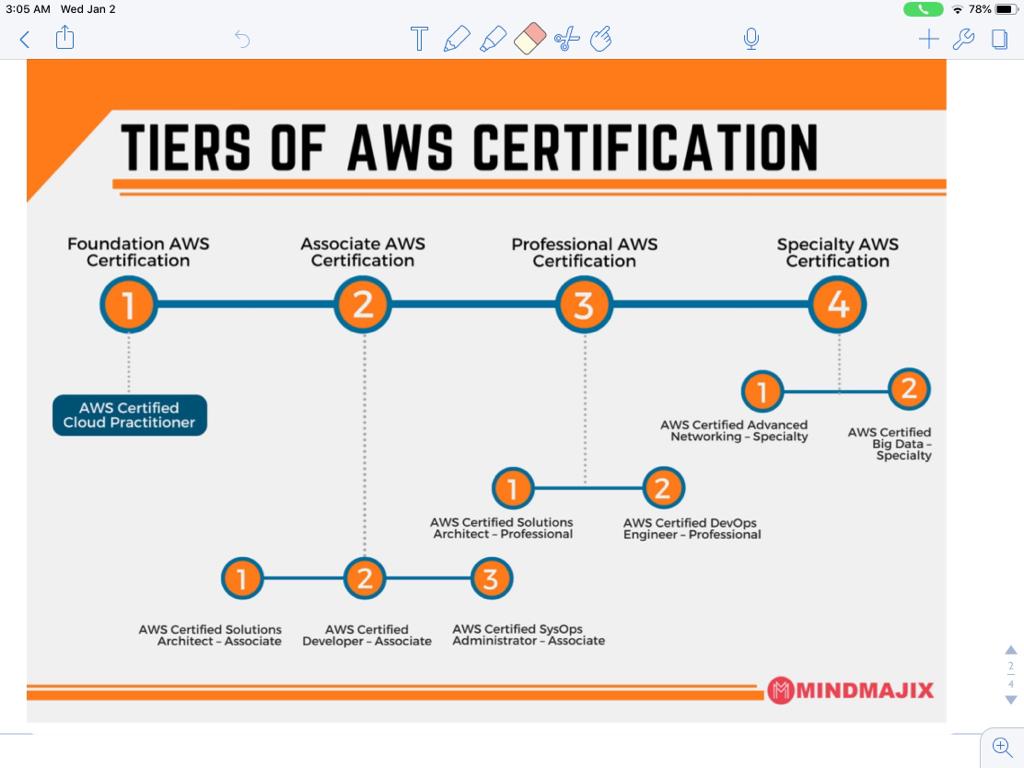 3:05 AM Wed Jan 2
78%
T
TIERS OF AWS CERTIFICATION
Foundation AWS
Certification
Associate AWS
Certification
Professional AWS
Certification
Specialty AWS
Certification
1
2
3
4
AWS Certified
Cloud Practitioner
1
2
AWS Certified Advanced
Networking – Specialty
AWS Certified
Big Data –
Specialty
1
2
AWS Certified Solutions
Architect – Professional
AWS Certified DevOps
Engineer – Professional
1
2
3
AWS Certified Solutions
Architect – Associate
AWS Certified
Developer – Associate
AWS Certified SysOps
Administrator – Associate
2
4
MINDMAJIX